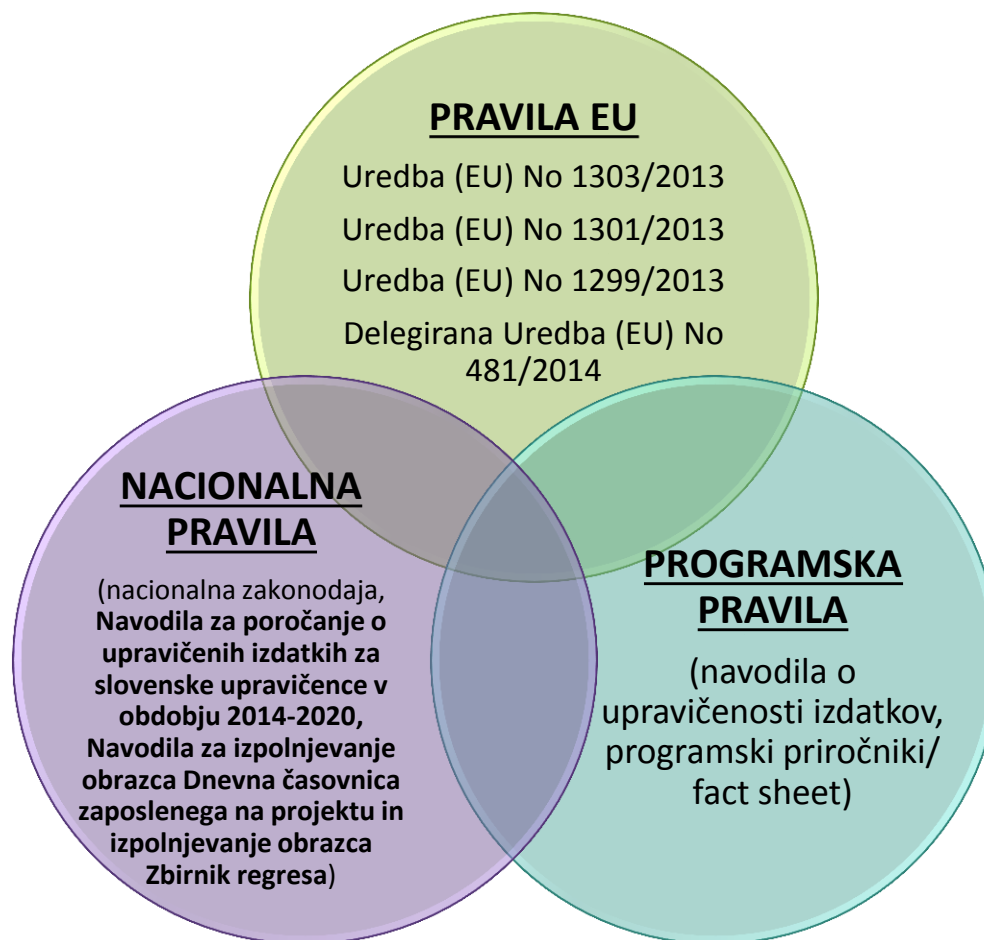 PRAVILA EU
Uredba (EU) No 1303/2013
Uredba (EU) No 1301/2013
Uredba (EU) No 1299/2013
Delegirana Uredba (EU) No
481/2014
NACIONALNA
PRAVILA
(nacionalna zakonodaja,
Navodila za poročanje o
upravičenih izdatkih za
slovenske upravičence v
obdobju 2014-2020,
Navodila za izpolnjevanje
obrazca Dnevna časovnica
zaposlenega na projektu in
izpolnjevanje obrazca
Zbirnik regresa)
PROGRAMSKA
PRAVILA
(navodila o
upravičenosti izdatkov,
programski priročniki/
fact sheet)